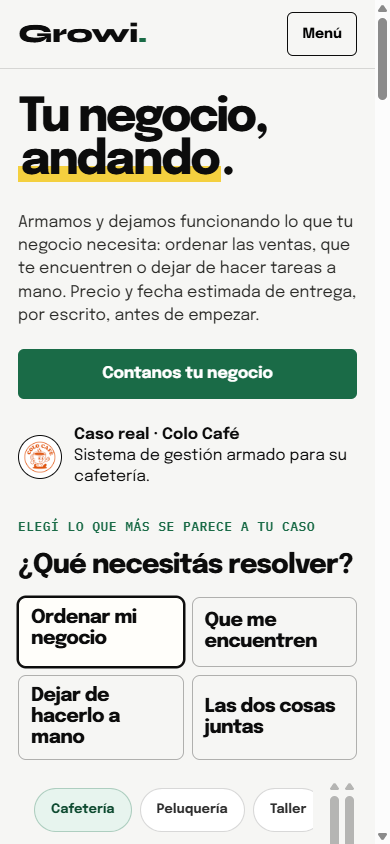 Growi.
Menú
Tu negocio,
andando.
Armamos y dejamos funcionando lo que tu
negocio necesita: ordenar las ventas, que
te encuentren o dejar de hacer tareas a
mano. Precio y fecha estimada de entrega,
por escrito, antes de empezar.
Contanos tu negocio
COLO CAFÉ
Caso real · Colo Café
Sistema de gestión armado para su
cafetería.
ELEGÍ LO QUE MÁS SE PARECE A TU CASO
¿Qué necesitás resolver?
Ordenar mi
negocio
Que me
encuentren
Dejar de
hacerlo a
mano
Las dos cosas
juntas
Cafetería
Peluquería
Taller